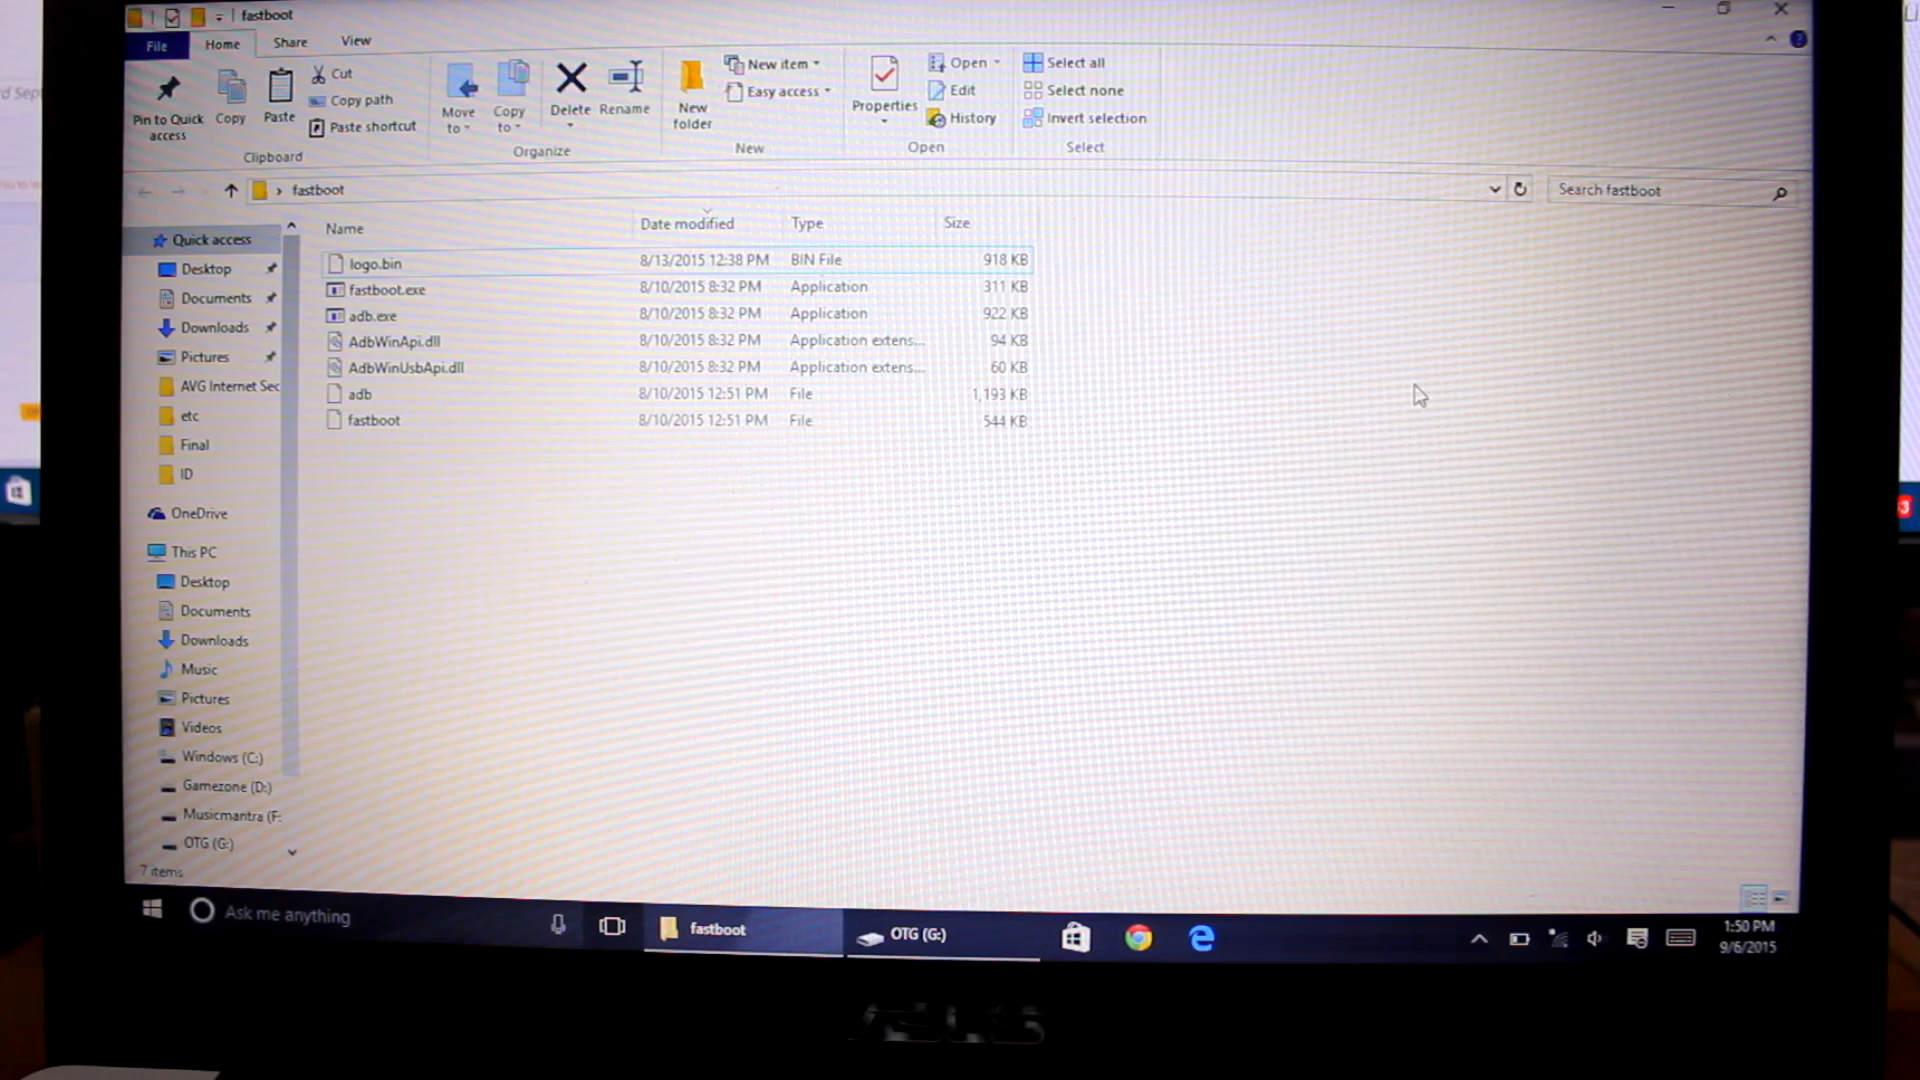 fastboot
File Home Share View
Pin to Quick access
Copy
Paste
Cut
Copy path
Paste shortcut
Clipboard
Move to
Copy to
Delete
Rename
Organize
New folder
New item
Easy access
New
Properties
Open
Edit
History
Open
Select all
Select none
Invert selection
Select
fastboot
Search fastboot
Name Date modified Type Size
logo.bin 8/13/2015 12:38 PM BIN File 918 KB
fastboot.exe 8/10/2015 8:32 PM Application 311 KB
adb.exe 8/10/2015 8:32 PM Application 922 KB
AdbWinApi.dll 8/10/2015 8:32 PM Application extens... 94 KB
AdbWinUsbApi.dll 8/10/2015 8:32 PM Application extens... 60 KB
adb 8/10/2015 12:51 PM File 1,193 KB
fastboot 8/10/2015 12:51 PM File 544 KB
Quick access
Desktop
Documents
Downloads
Pictures
AVG Internet Sec
etc
Final
ID
OneDrive
This PC
Desktop
Documents
Downloads
Music
Pictures
Videos
Windows (C:)
Gamezone (D:)
Musicmantra (F:
OTG (G:)
7 items
Ask me anything
fastboot
OTG (G:)
1:50 PM
9/6/2015
ASUS